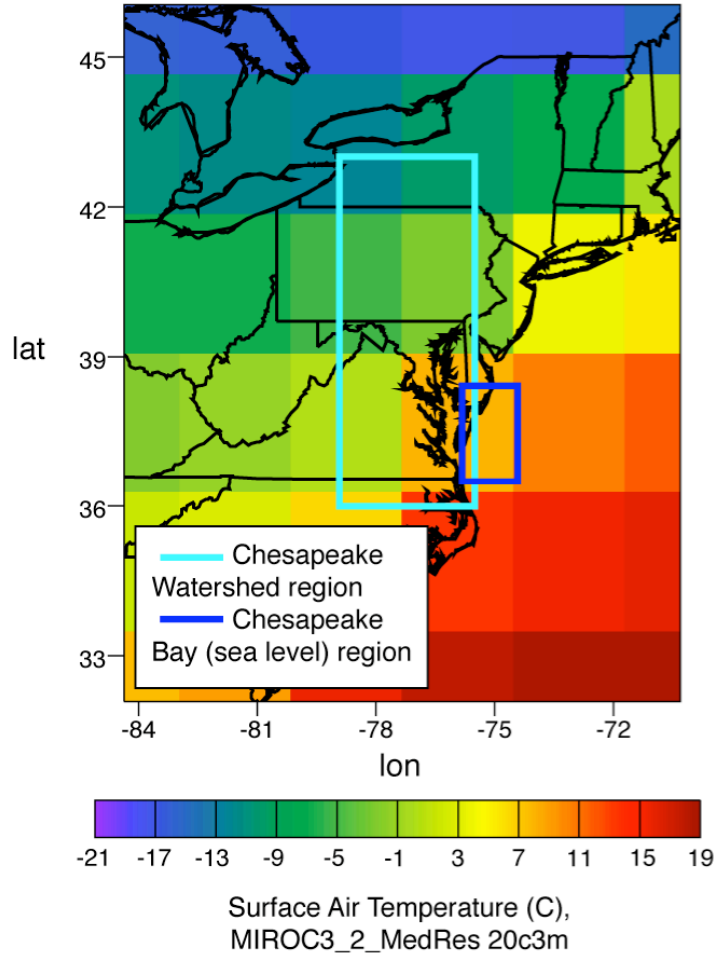 45
42
lat
39
36
33
Chesapeake
Watershed region
Chesapeake
Bay (sea level) region
-84 -81 -78 -75 -72
lon
-21 -17 -13 -9 -5 -1 3 7 11 15 19
Surface Air Temperature (C),
MIROC3_2_MedRes 20c3m